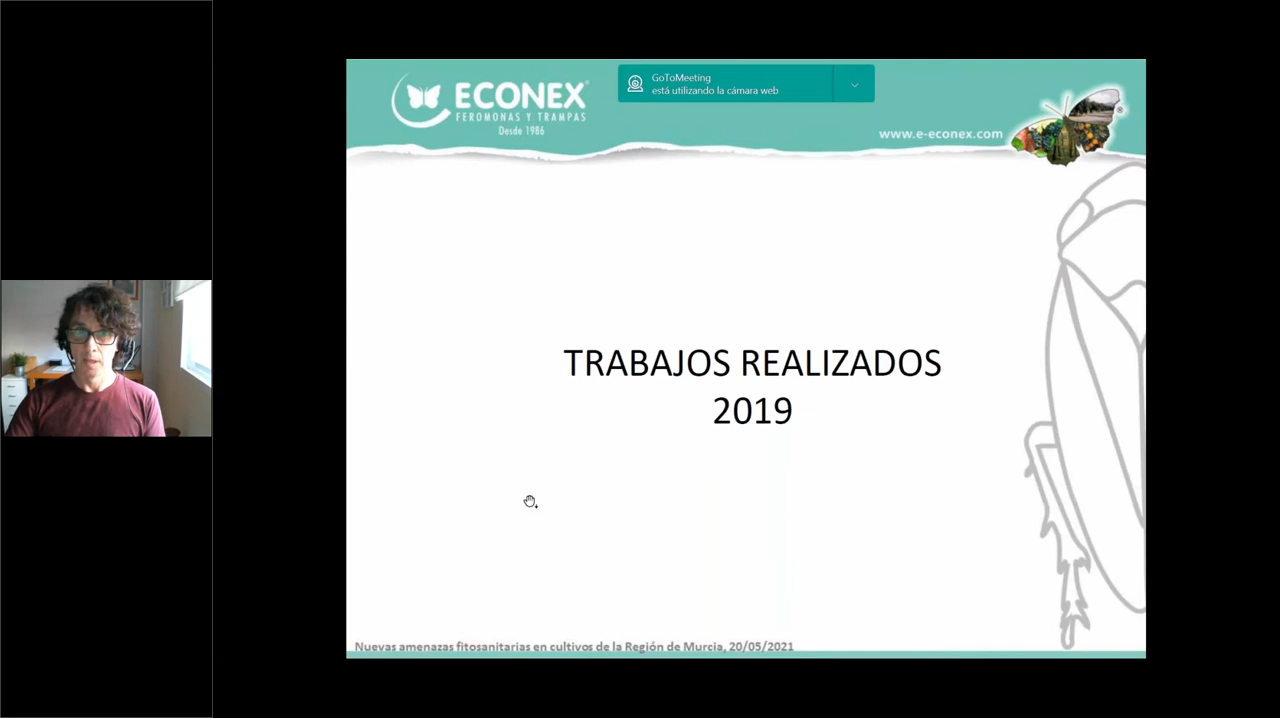 ECONEX®
FEROMONAS Y TRAMPAS
Desde 1986
GoToMeeting
está utilizando la cámara web
www.e-econex.com
®
TRABAJOS REALIZADOS
2019
Nuevas amenazas fitosanitarias en cultivos de la Región de Murcia, 20/05/2021